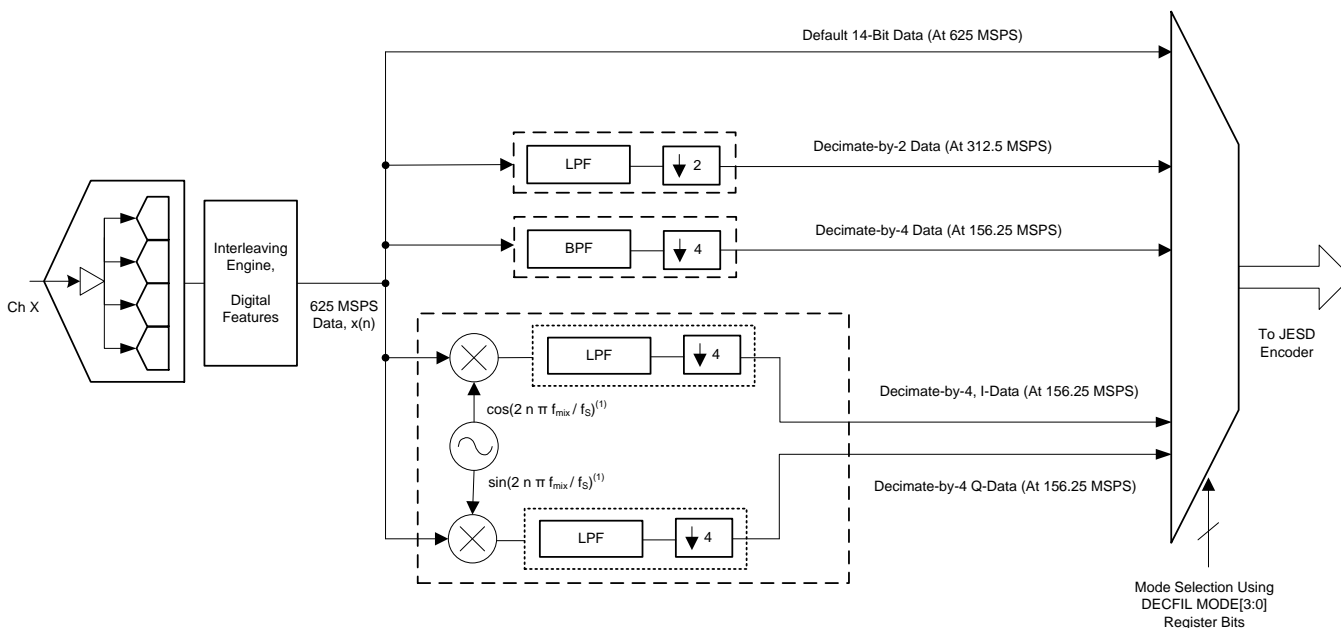 Default 14-Bit Data (At 625 MSPS)
LPF
2
Decimate-by-2 Data (At 312.5 MSPS)
BPF
4
Decimate-by-4 Data (At 156.25 MSPS)
Ch X
Interleaving
Engine,
Digital
Features
625 MSPS
Data, x(n)
LPF
4
cos(2 n π fmix / fS)(1)
Decimate-by-4, I-Data (At 156.25 MSPS)
sin(2 n π fmix / fS)(1)
LPF
4
Decimate-by-4 Q-Data (At 156.25 MSPS)
To JESD
Encoder
Mode Selection Using
DECFIL MODE[3:0]
Register Bits